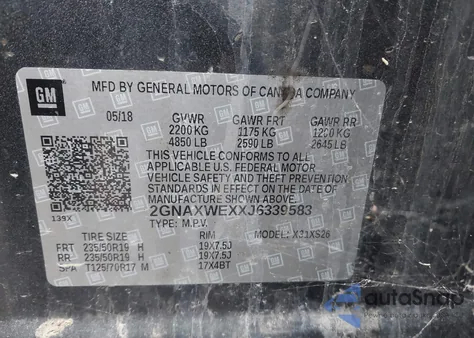 GM
MFD BY GENERAL MOTORS OF CANADA COMPANY
05/18 GVWR GAWR FRT GAWR RR
2200 KG 1175 KG 1200 KG
4850 LB 2590 LB 2645 LB
THIS VEHICLE CONFORMS TO ALL
APPLICABLE U.S. FEDERAL MOTOR
VEHICLE SAFETY AND THEFT PREVENTION
STANDARDS IN EFFECT ON THE DATE OF
MANUFACTURE SHOWN ABOVE.
2GNAXWEXXJ6339583
139X
TYPE: M.P.V. MODEL: X31XS26
TIRE SIZE RIM
FRT 235/50R19 H 19X7.5J
RR 235/50R19 H 19X7.5J
SPA T125/70R17 M 17X4BT
autoSnap